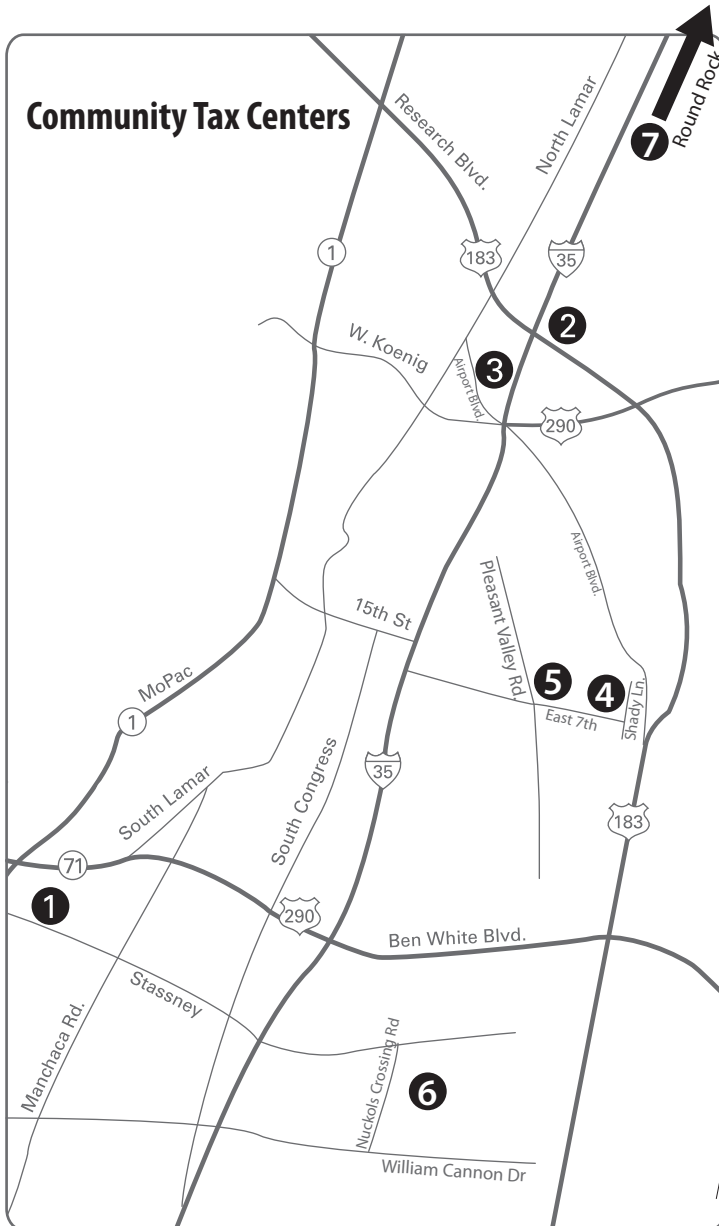 Community Tax Centers
Round Rock
7
Research Blvd.
North Lamar
1
183
35
2
W. Koenig
3
Airport Blvd.
290
Airport Blvd.
Pleasant Valley Rd.
15th St
5
4
East 7th
Shady Ln.
MoPac
1
South Lamar
South Congress
35
183
71
1
290
Ben White Blvd.
Stassney
Manchaca Rd.
Nuckols Crossing Rd
6
William Cannon Dr